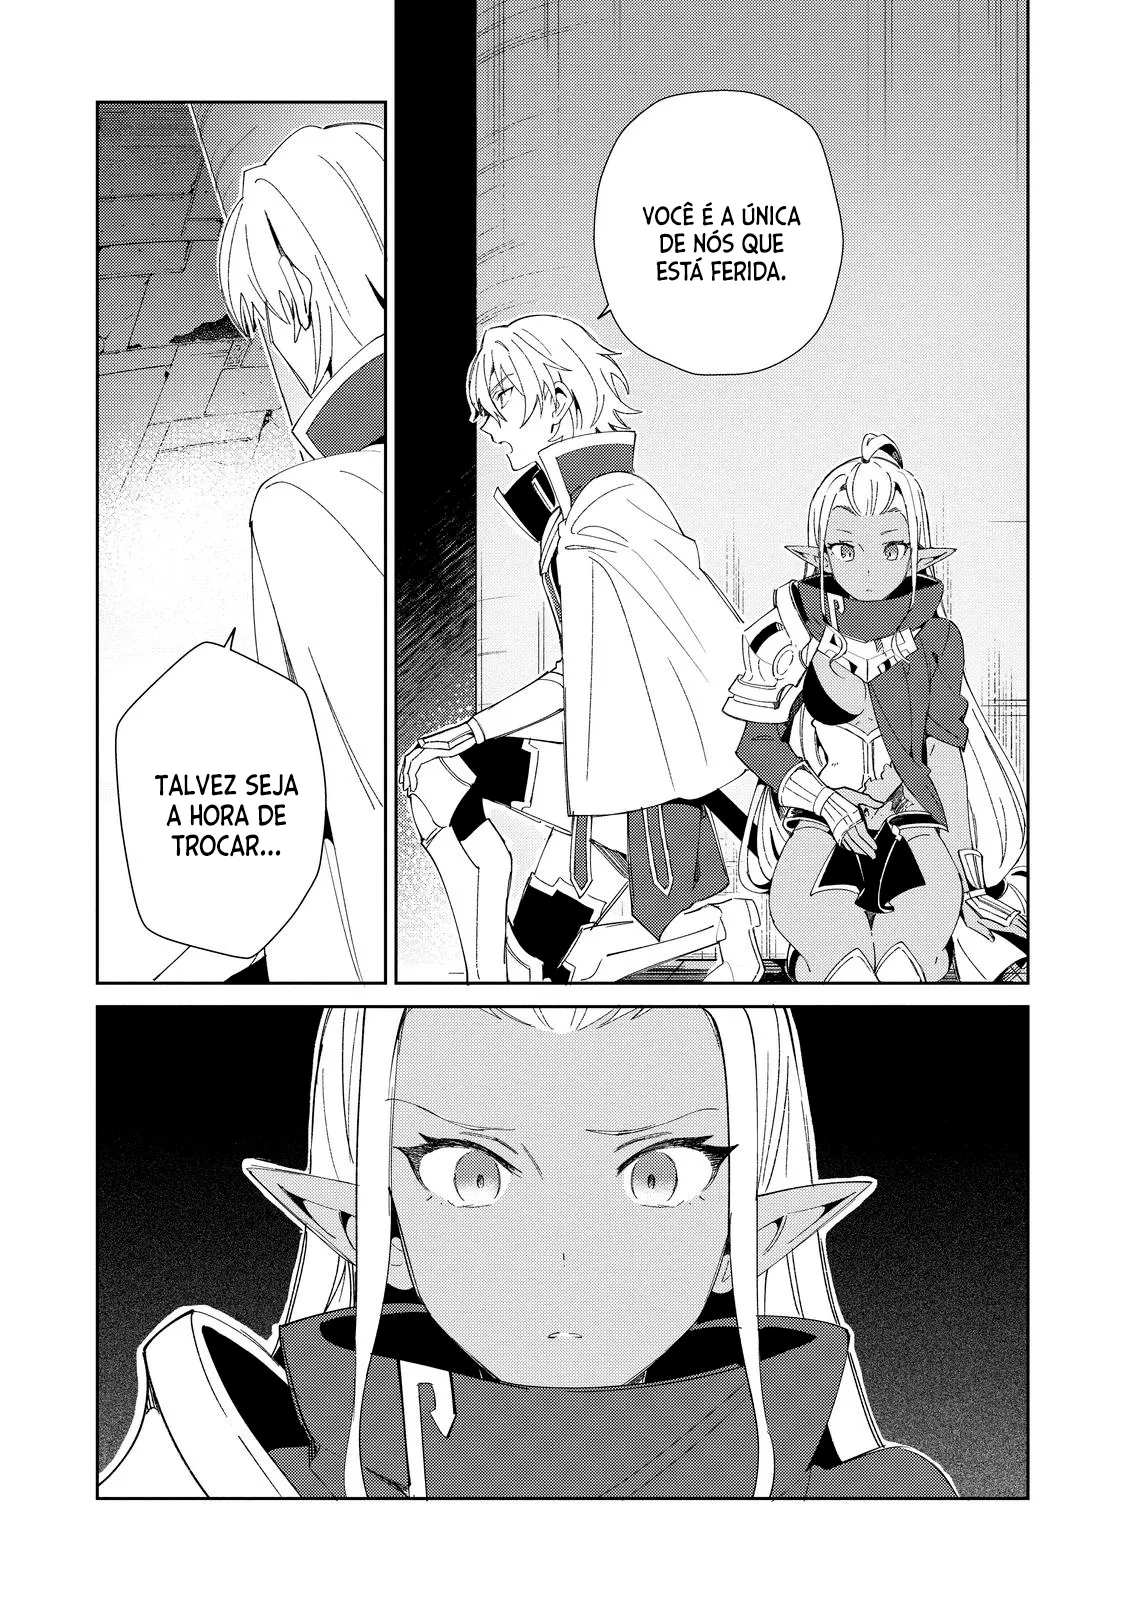 VOCÊ É A ÚNICA
DE NÓS QUE
ESTÁ FERIDA.
TALVEZ SEJA
A HORA DE
TROCAR...